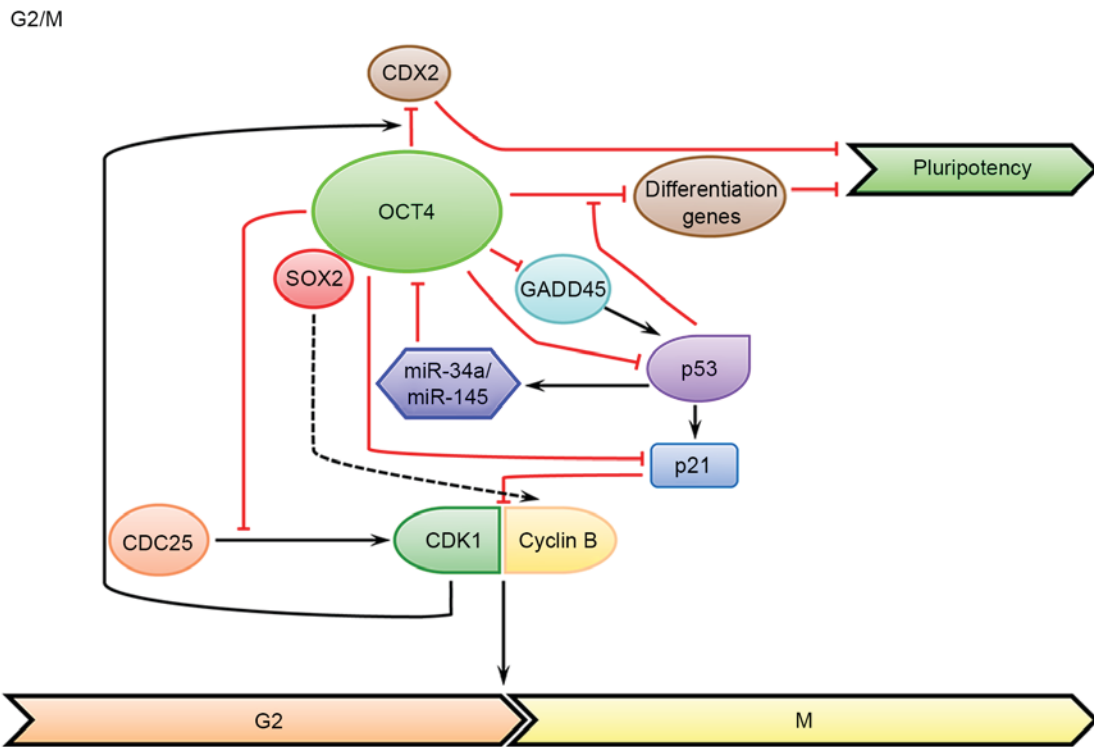 G2/M
CDX2
Pluripotency
Differentiation
genes
OCT4
SOX2
GADD45
miR-34a/
miR-145
p53
p21
CDC25
CDK1
Cyclin B
G2
M